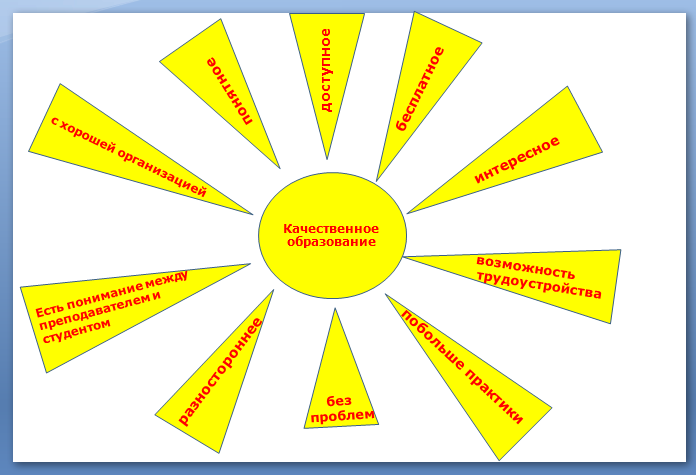 Качественное
образование
доступное
бесплатное
интересное
возможность
трудоустройства
побольше практики
без
проблем
разностороннее
Есть понимание между
преподавателем и
студентом
с хорошей организацией
понятное